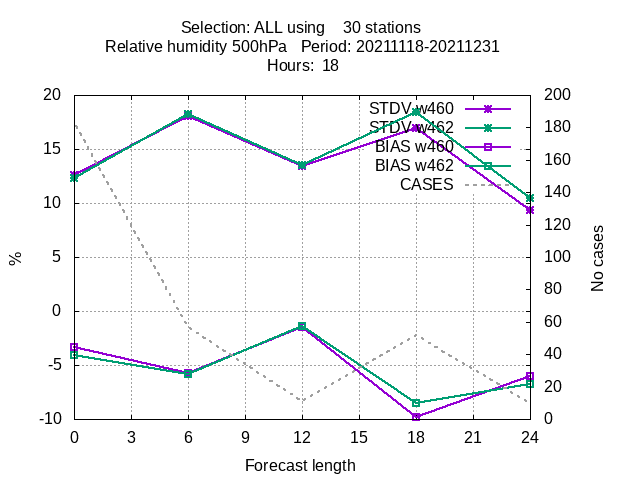 Selection: ALL using    30 stations
Relative humidity 500hPa   Period: 20211118-20211231
Hours:  18
STDV w460
STDV w462
BIAS w460
BIAS w462
CASES
20
15
10
5
0
-5
-10
%
200
180
160
140
120
100
80
60
40
20
0
No cases
0 3 6 9 12 15 18 21 24
Forecast length